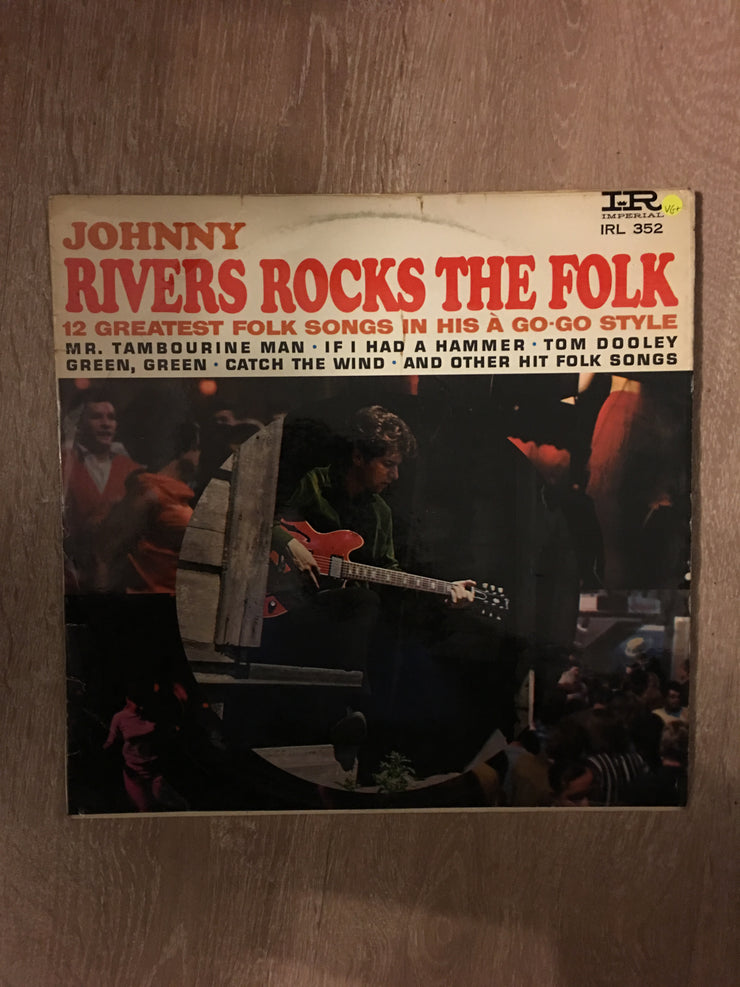 IR
IMPERIAL
VG+
IRL 352
JOHNNY
RIVERS ROCKS THE FOLK
12 GREATEST FOLK SONGS IN HIS À GO-GO STYLE
MR. TAMBOURINE MAN · IF I HAD A HAMMER · TOM DOOLEY
GREEN, GREEN · CATCH THE WIND · AND OTHER HIT FOLK SONGS